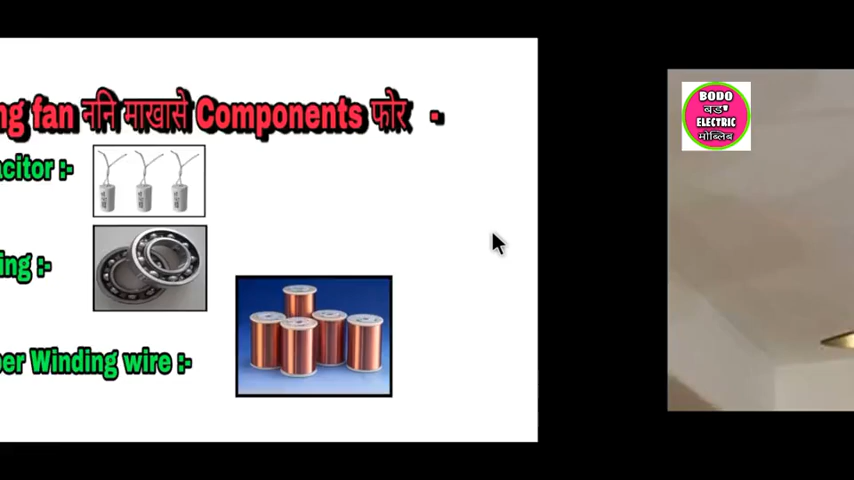 ng fan ननि माखासे Components फोर -
acitor :-
ing :-
per Winding wire :-
BODO
बड'
ELECTRIC
मोब्लिब